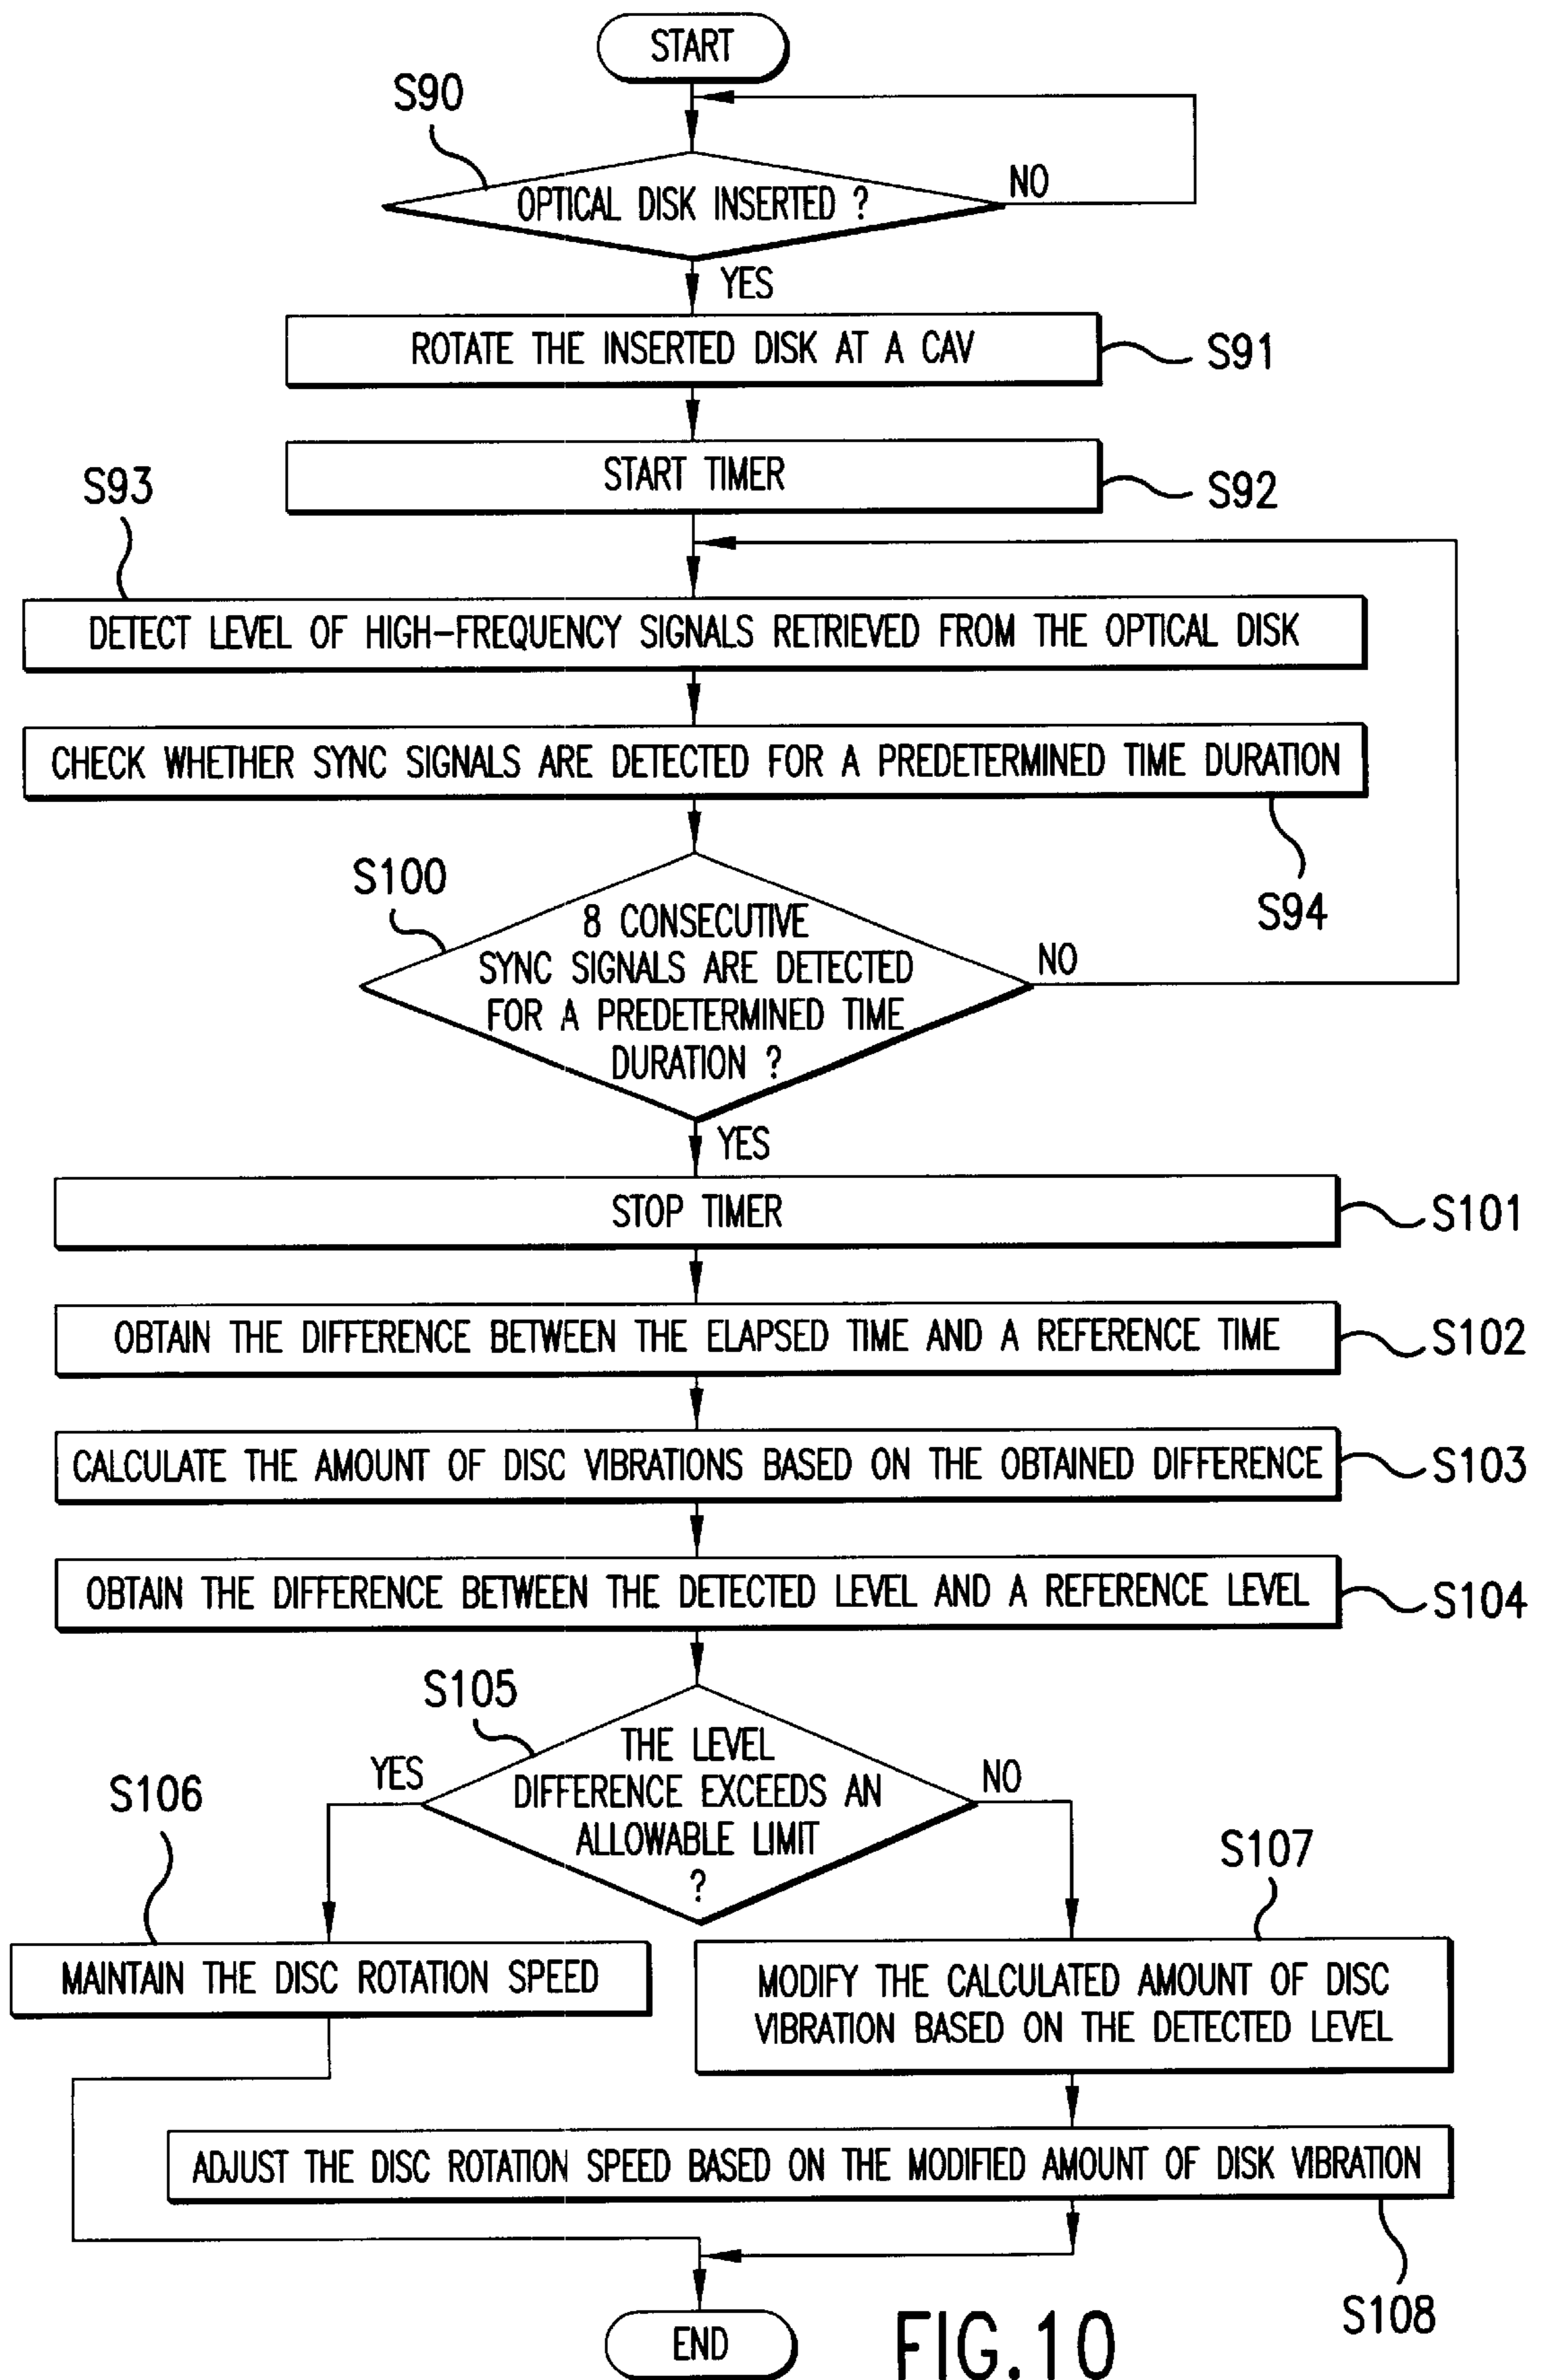 START
S90
OPTICAL DISK INSERTED ?
NO
YES
ROTATE THE INSERTED DISK AT A CAV
S91
START TIMER
S92
S93
DETECT LEVEL OF HIGH-FREQUENCY SIGNALS RETRIEVED FROM THE OPTICAL DISK
CHECK WHETHER SYNC SIGNALS ARE DETECTED FOR A PREDETERMINED TIME DURATION
S94
S100
8 CONSECUTIVE
SYNC SIGNALS ARE DETECTED
FOR A PREDETERMINED TIME
DURATION ?
NO
YES
STOP TIMER
S101
OBTAIN THE DIFFERENCE BETWEEN THE ELAPSED TIME AND A REFERENCE TIME
S102
CALCULATE THE AMOUNT OF DISC VIBRATIONS BASED ON THE OBTAINED DIFFERENCE
S103
OBTAIN THE DIFFERENCE BETWEEN THE DETECTED LEVEL AND A REFERENCE LEVEL
S104
S105
THE LEVEL
DIFFERENCE EXCEEDS AN
ALLOWABLE LIMIT
?
YES
NO
S106
MAINTAIN THE DISC ROTATION SPEED
S107
MODIFY THE CALCULATED AMOUNT OF DISC
VIBRATION BASED ON THE DETECTED LEVEL
ADJUST THE DISC ROTATION SPEED BASED ON THE MODIFIED AMOUNT OF DISK VIBRATION
S108
END
FIG.10